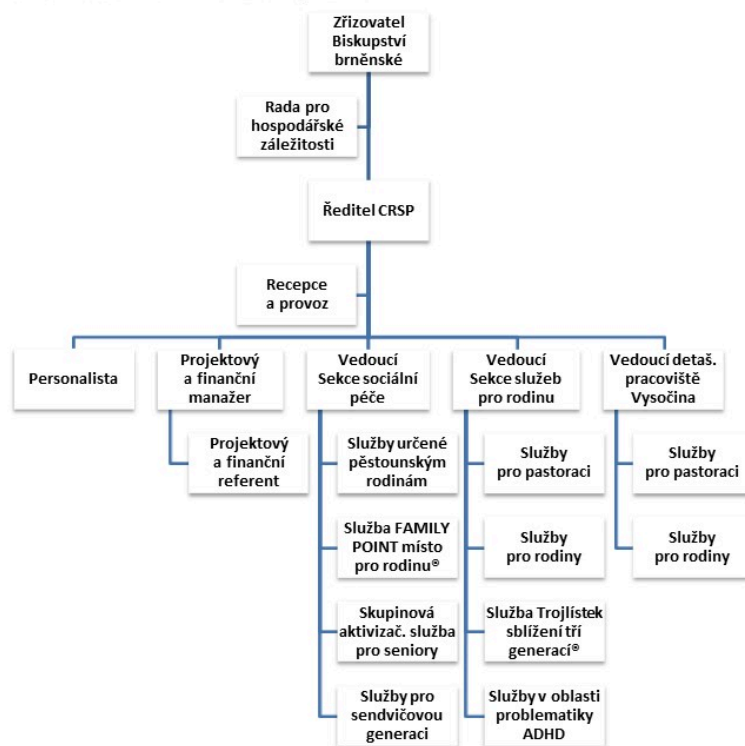 Zřizovatel
Biskupství
brněnské
Rada pro
hospodářské
záležitosti
Ředitel CRSP
Recepce
a provoz
Personalista
Projektový
a finanční
manažer
Vedoucí
Sekce sociální
péče
Vedoucí
Sekce služeb
pro rodinu
Vedoucí detaš.
pracoviště
Vysočina
Projektový
a finanční
referent
Služby určené
pěstounským
rodinám
Služby
pro pastoraci
Služby
pro pastoraci
Služba FAMILY
POINT místo
pro rodinu®
Služby
pro rodiny
Služby
pro rodiny
Skupinová
aktivizač. služba
pro seniory
Služba Trojlístek
sblížení tří
generací®
Služby pro
sendvičovou
generaci
Služby v oblasti
problematiky
ADHD